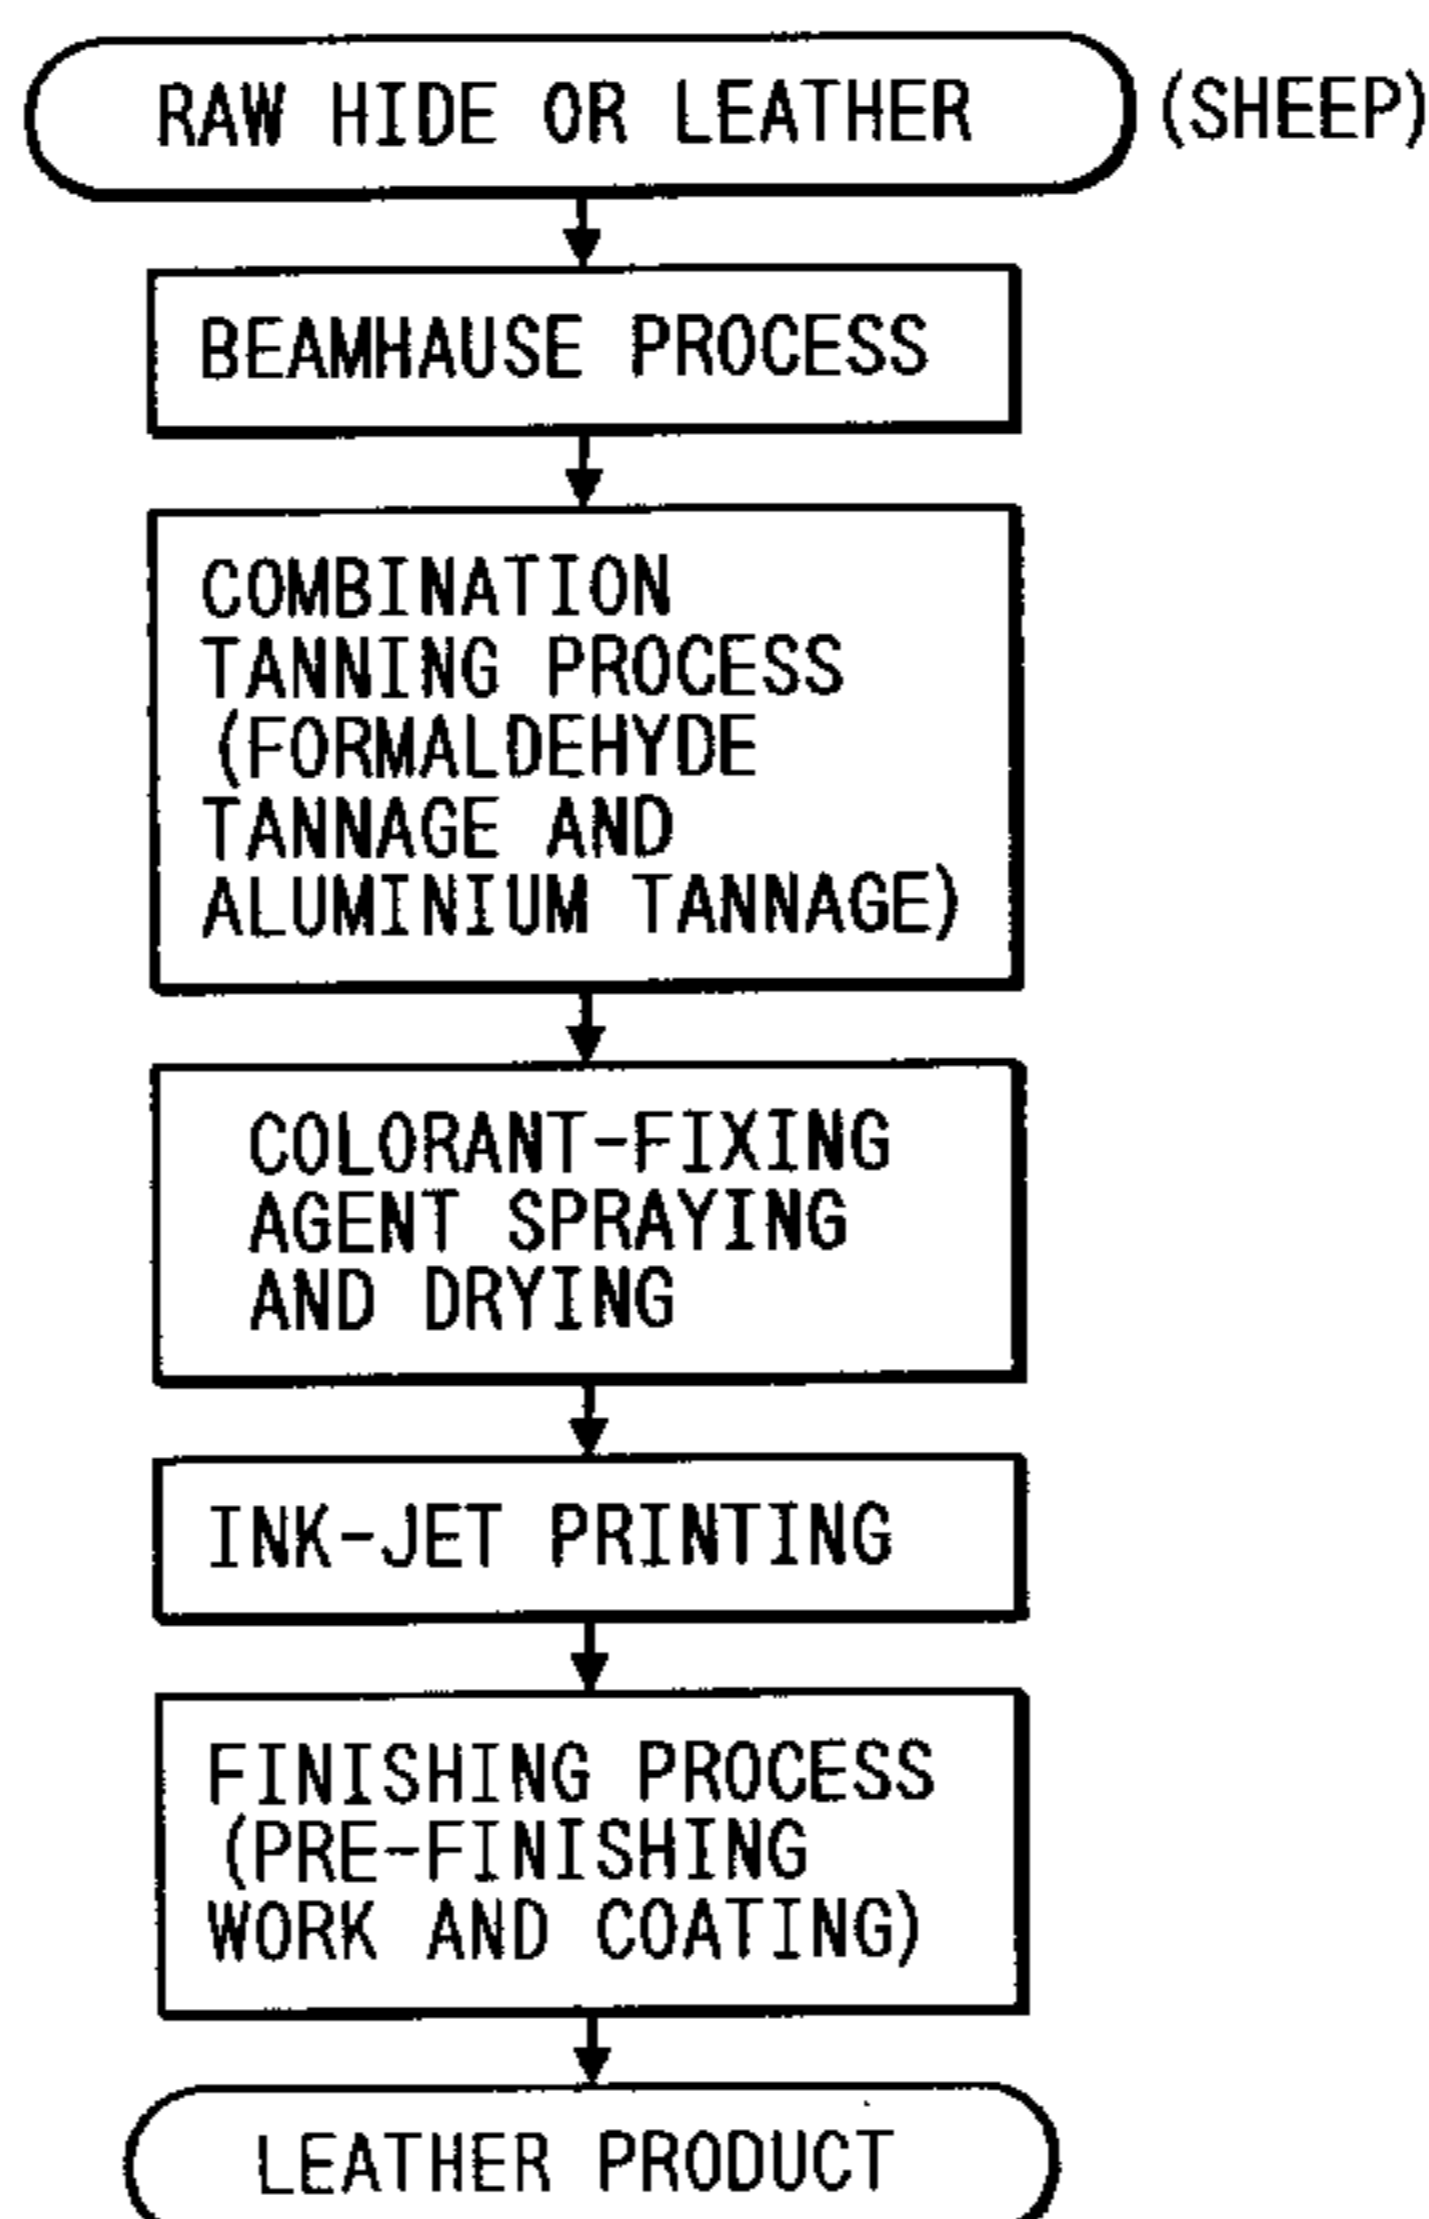 RAW HIDE OR LEATHER (SHEEP)
BEAMHAUSE PROCESS
COMBINATION
TANNING PROCESS
(FORMALDEHYDE
TANNAGE AND
ALUMINIUM TANNAGE)
COLORANT-FIXING
AGENT SPRAYING
AND DRYING
INK-JET PRINTING
FINISHING PROCESS
(PRE-FINISHING
WORK AND COATING)
LEATHER PRODUCT